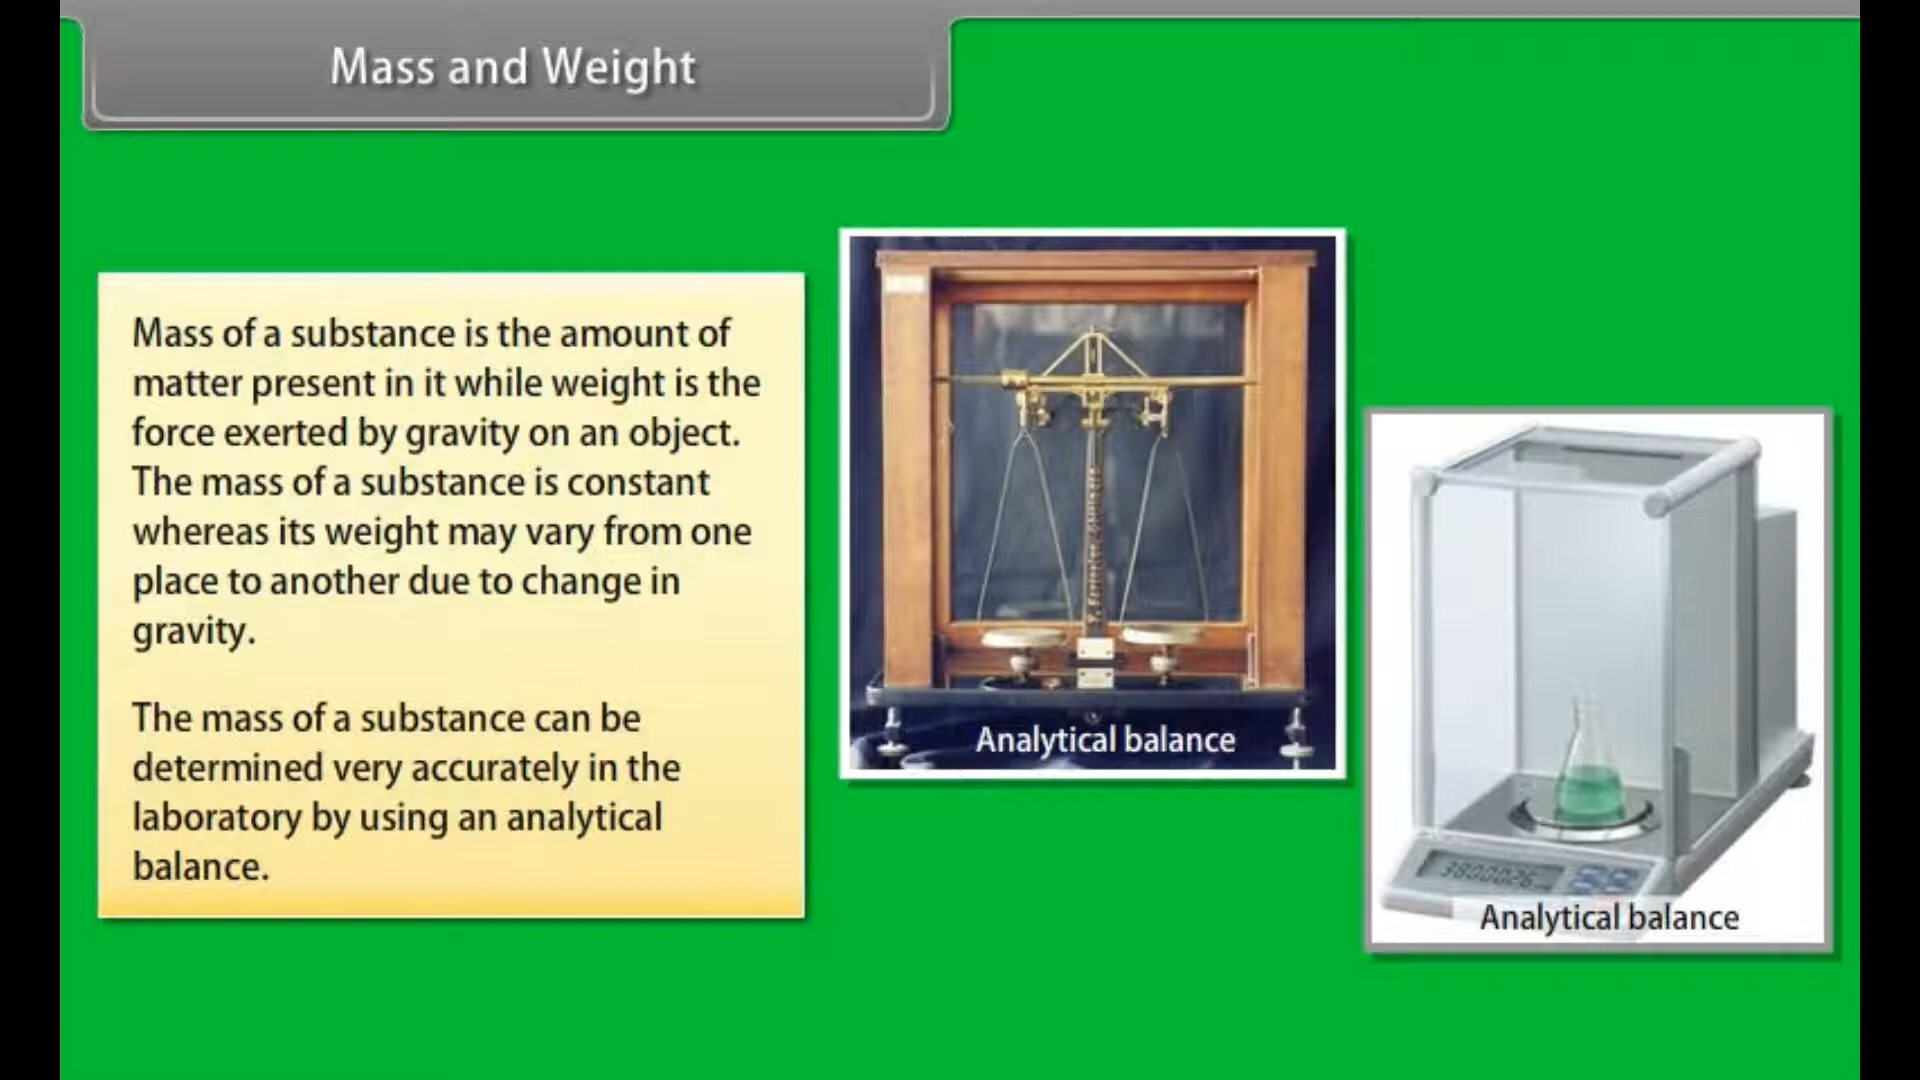 Mass and Weight
Mass of a substance is the amount of
matter present in it while weight is the
force exerted by gravity on an object.
The mass of a substance is constant
whereas its weight may vary from one
place to another due to change in
gravity.
The mass of a substance can be
determined very accurately in the
laboratory by using an analytical
balance.
Analytical balance
Analytical balance